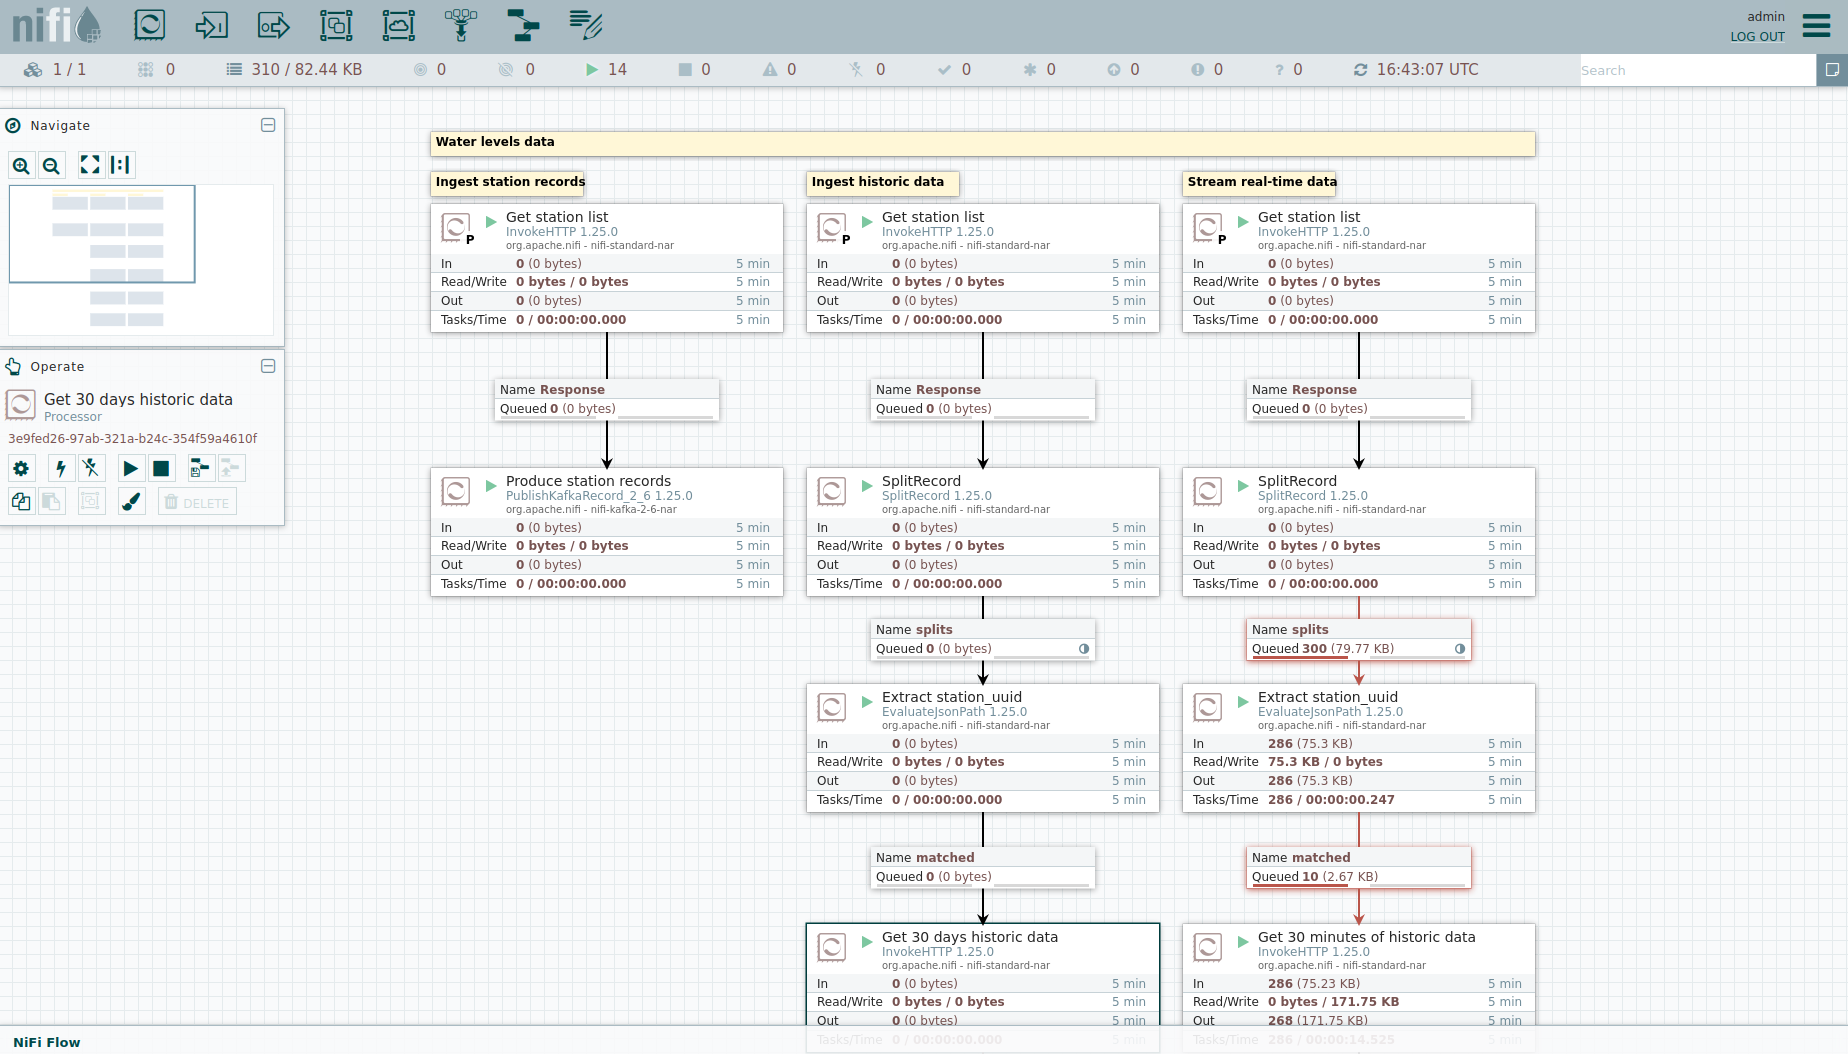 nifi
admin
LOG OUT
1 / 1
0
310 / 82.44 KB
0
0
14
0
0
0
0
0
0
0
? 0
16:43:07 UTC
Search
Navigate
Operate
Get 30 days historic data
Processor
3e9fed26-97ab-321a-b24c-354f59a4610f
DELETE
Water levels data
Ingest station records
Get station list
InvokeHTTP 1.25.0
org.apache.nifi - nifi-standard-nar
P
In 0 (0 bytes) 5 min
Read/Write 0 bytes / 0 bytes 5 min
Out 0 (0 bytes) 5 min
Tasks/Time 0 / 00:00:00.000 5 min
Name Response
Queued 0 (0 bytes)
Produce station records
PublishKafkaRecord_2_6 1.25.0
org.apache.nifi - nifi-kafka-2-6-nar
In 0 (0 bytes) 5 min
Read/Write 0 bytes / 0 bytes 5 min
Out 0 (0 bytes) 5 min
Tasks/Time 0 / 00:00:00.000 5 min
Ingest historic data
Get station list
InvokeHTTP 1.25.0
org.apache.nifi - nifi-standard-nar
P
In 0 (0 bytes) 5 min
Read/Write 0 bytes / 0 bytes 5 min
Out 0 (0 bytes) 5 min
Tasks/Time 0 / 00:00:00.000 5 min
Name Response
Queued 0 (0 bytes)
SplitRecord
SplitRecord 1.25.0
org.apache.nifi - nifi-standard-nar
In 0 (0 bytes) 5 min
Read/Write 0 bytes / 0 bytes 5 min
Out 0 (0 bytes) 5 min
Tasks/Time 0 / 00:00:00.000 5 min
Name splits
Queued 0 (0 bytes)
Extract station_uuid
EvaluateJsonPath 1.25.0
org.apache.nifi - nifi-standard-nar
In 0 (0 bytes) 5 min
Read/Write 0 bytes / 0 bytes 5 min
Out 0 (0 bytes) 5 min
Tasks/Time 0 / 00:00:00.000 5 min
Name matched
Queued 0 (0 bytes)
Get 30 days historic data
InvokeHTTP 1.25.0
org.apache.nifi - nifi-standard-nar
In 0 (0 bytes) 5 min
Read/Write 0 bytes / 0 bytes 5 min
Out 0 (0 bytes) 5 min
Tasks/Time 0 / 00:00:00.000 5 min
Stream real-time data
Get station list
InvokeHTTP 1.25.0
org.apache.nifi - nifi-standard-nar
P
In 0 (0 bytes) 5 min
Read/Write 0 bytes / 0 bytes 5 min
Out 0 (0 bytes) 5 min
Tasks/Time 0 / 00:00:00.000 5 min
Name Response
Queued 0 (0 bytes)
SplitRecord
SplitRecord 1.25.0
org.apache.nifi - nifi-standard-nar
In 0 (0 bytes) 5 min
Read/Write 0 bytes / 0 bytes 5 min
Out 0 (0 bytes) 5 min
Tasks/Time 0 / 00:00:00.000 5 min
Name splits
Queued 300 (79.77 KB)
Extract station_uuid
EvaluateJsonPath 1.25.0
org.apache.nifi - nifi-standard-nar
In 286 (75.3 KB) 5 min
Read/Write 75.3 KB / 0 bytes 5 min
Out 286 (75.3 KB) 5 min
Tasks/Time 286 / 00:00:00.247 5 min
Name matched
Queued 10 (2.67 KB)
Get 30 minutes of historic data
InvokeHTTP 1.25.0
org.apache.nifi - nifi-standard-nar
In 286 (75.23 KB) 5 min
Read/Write 0 bytes / 171.75 KB 5 min
Out 268 (171.75 KB) 5 min
Tasks/Time 286 / 00:00:14.525 5 min
NiFi Flow